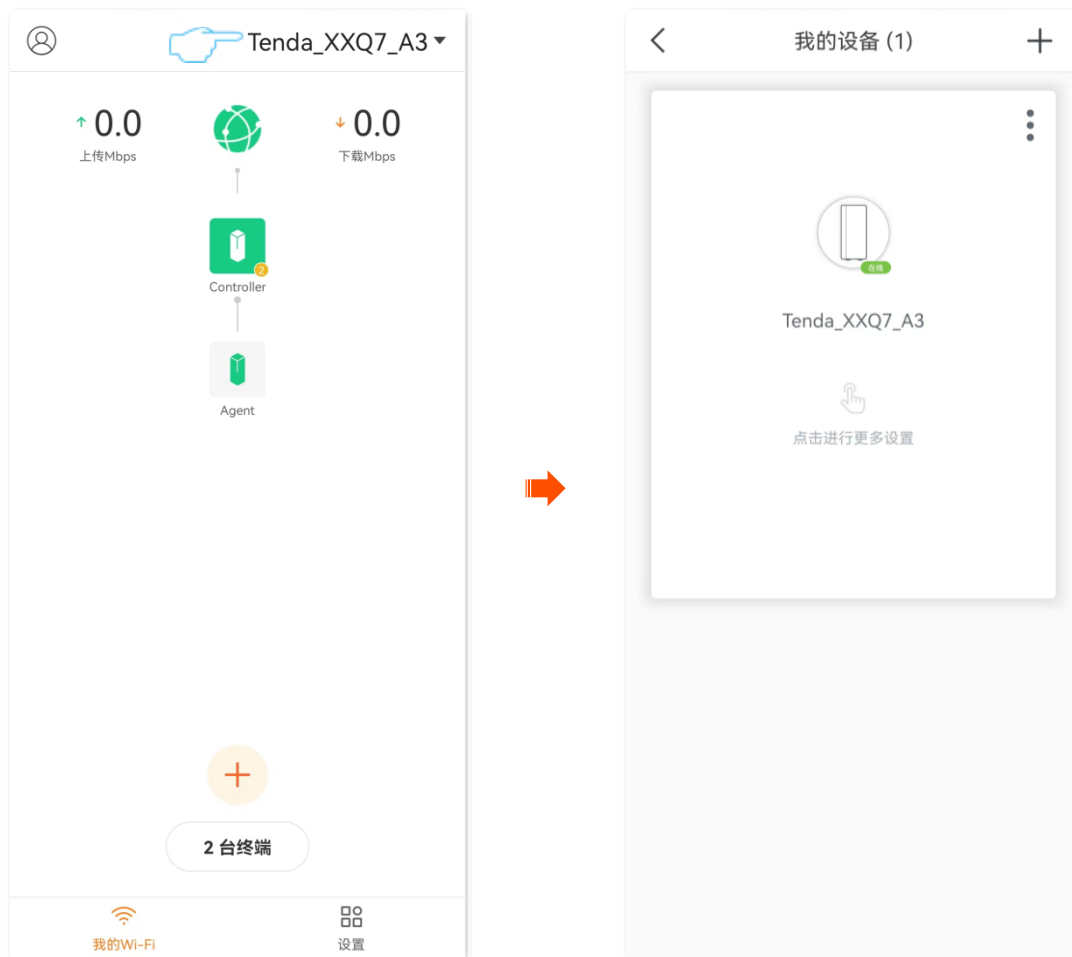 Tenda_XXQ7_A3
0.0
上传Mbps
0.0
下载Mbps
2
Controller
Agent
2 台终端
我的Wi-Fi
设置
我的设备 (1)
在线
Tenda_XXQ7_A3
点击进行更多设置